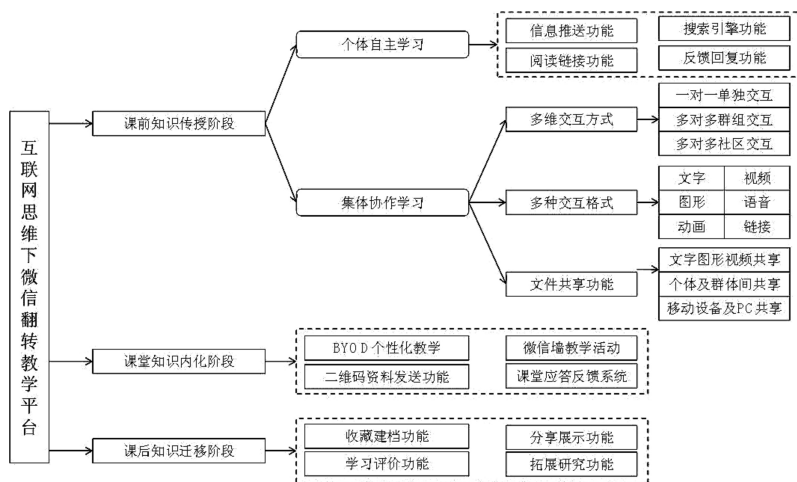 互联网思维下微信翻转教学平台
课前知识传授阶段
个体自主学习
信息推送功能
搜索引擎功能
阅读链接功能
反馈回复功能
集体协作学习
多维交互方式
一对一单独交互
多对多群组交互
多对多社区交互
多种交互格式
文字
视频
图形
语音
动画
链接
文件共享功能
文字图形视频共享
个体及群体间共享
移动设备及PC共享
课堂知识内化阶段
BYOD个性化教学
微信墙教学活动
二维码资料发送功能
课堂应答反馈系统
课后知识迁移阶段
收藏建档功能
分享展示功能
学习评价功能
拓展研究功能